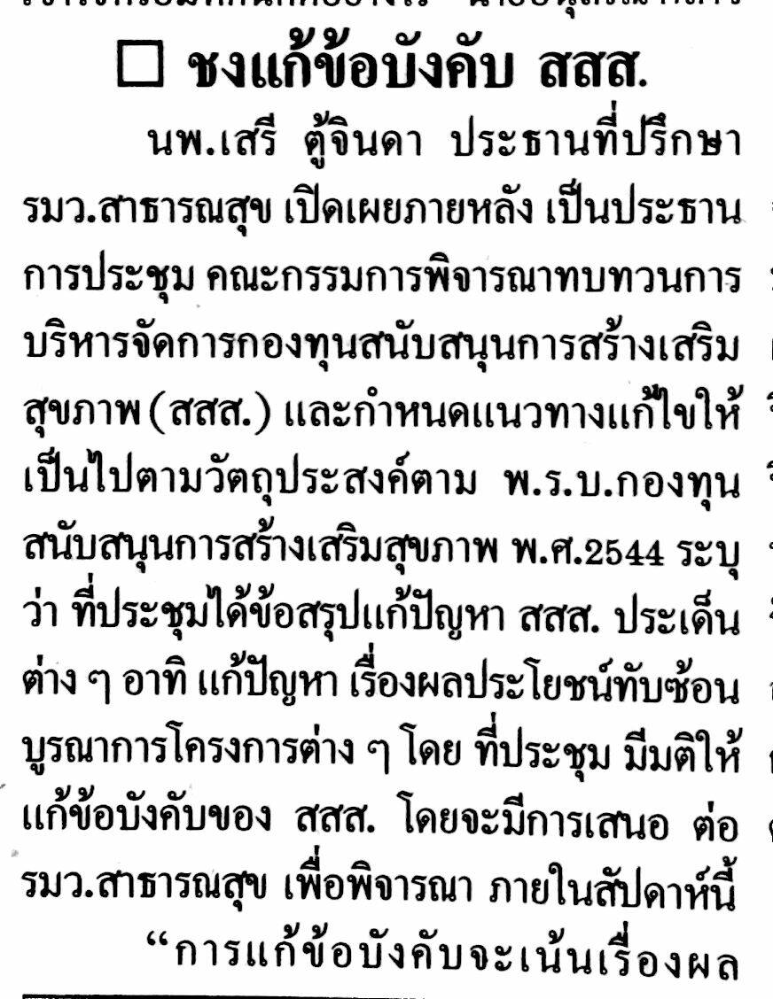 □ ชงแก้ข้อบังคับ สสส.
นพ.เสรี ตู้จินดา ประธานที่ปรึกษา
รมว.สาธารณสุข เปิดเผยภายหลัง เป็นประธาน
การประชุม คณะกรรมการพิจารณาทบทวนการ
บริหารจัดการกองทุนสนับสนุนการสร้างเสริม
สุขภาพ (สสส.) และกำหนดแนวทางแก้ไขให้
เป็นไปตามวัตถุประสงค์ตาม พ.ร.บ.กองทุน
สนับสนุนการสร้างเสริมสุขภาพ พ.ศ.2544 ระบุ
ว่า ที่ประชุมได้ข้อสรุปแก้ปัญหา สสส. ประเด็น
ต่าง ๆ อาทิ แก้ปัญหา เรื่องผลประโยชน์ทับซ้อน
บูรณาการโครงการต่าง ๆ โดย ที่ประชุม มีมติให้
แก้ข้อบังคับของ สสส. โดยจะมีการเสนอ ต่อ
รมว.สาธารณสุข เพื่อพิจารณา ภายในสัปดาห์นี้
“การแก้ข้อบังคับจะเน้นเรื่องผล